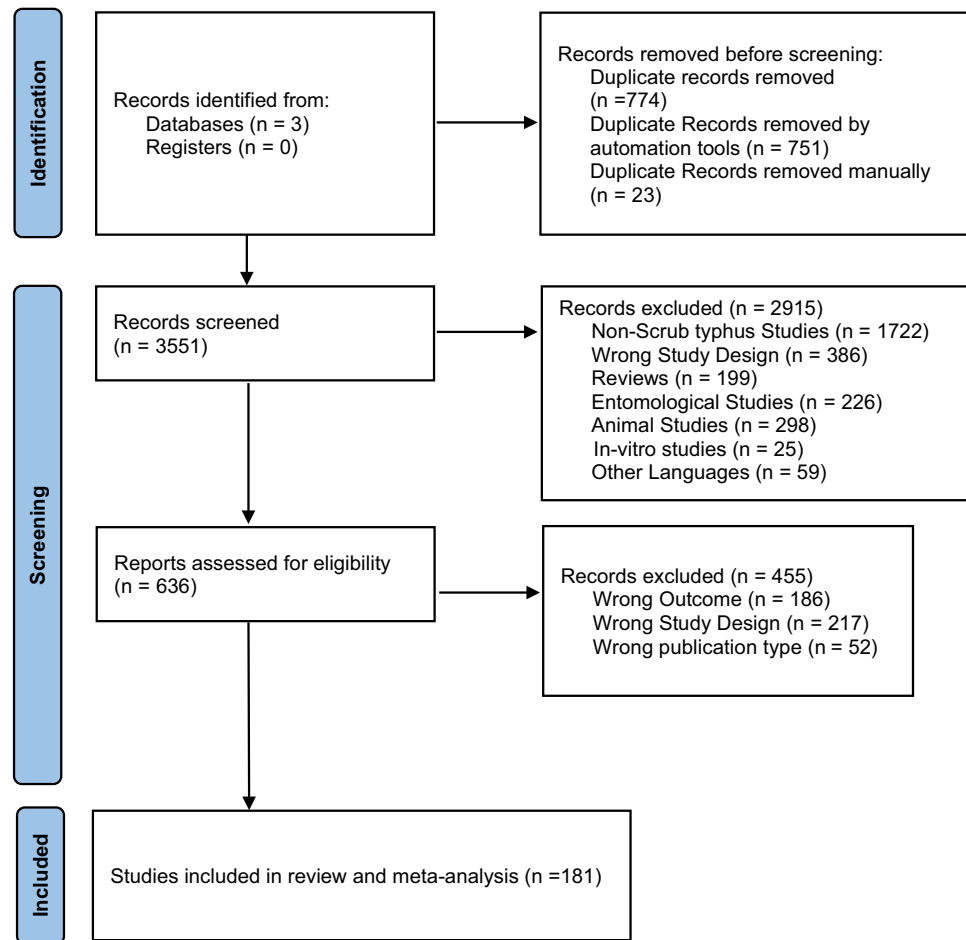 Identification
Records identified from:
Databases (n = 3)
Registers (n = 0)
Records removed before screening:
Duplicate records removed
(n =774)
Duplicate Records removed by
automation tools (n = 751)
Duplicate Records removed manually
(n = 23)
Screening
Records screened
(n = 3551)
Records excluded (n = 2915)
Non-Scrub typhus Studies (n = 1722)
Wrong Study Design (n = 386)
Reviews (n = 199)
Entomological Studies (n = 226)
Animal Studies (n = 298)
In-vitro studies (n = 25)
Other Languages (n = 59)
Reports assessed for eligibility
(n = 636)
Records excluded (n = 455)
Wrong Outcome (n = 186)
Wrong Study Design (n = 217)
Wrong publication type (n = 52)
Included
Studies included in review and meta-analysis (n =181)